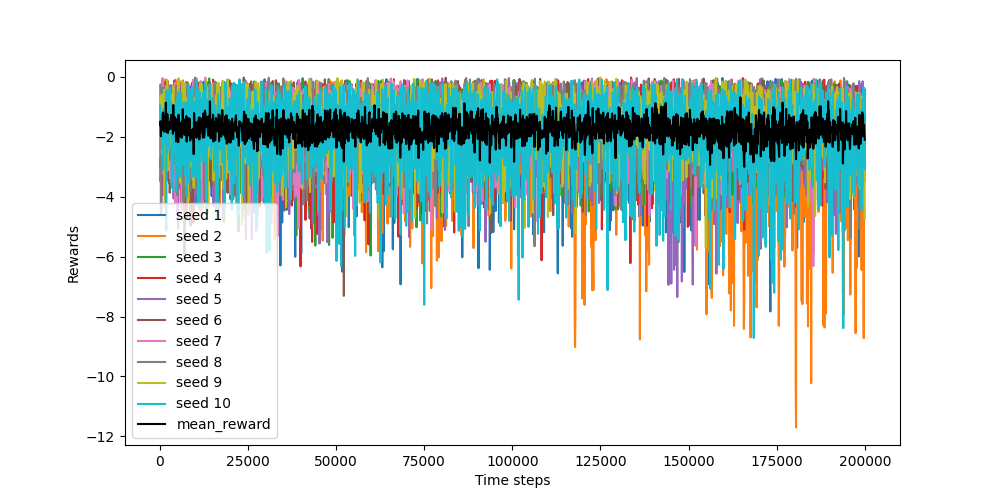 0
−2
−4
−6
−8
−10
−12
Rewards
seed 1
seed 2
seed 3
seed 4
seed 5
seed 6
seed 7
seed 8
seed 9
seed 10
mean_reward
0 25000 50000 75000 100000 125000 150000 175000 200000
Time steps